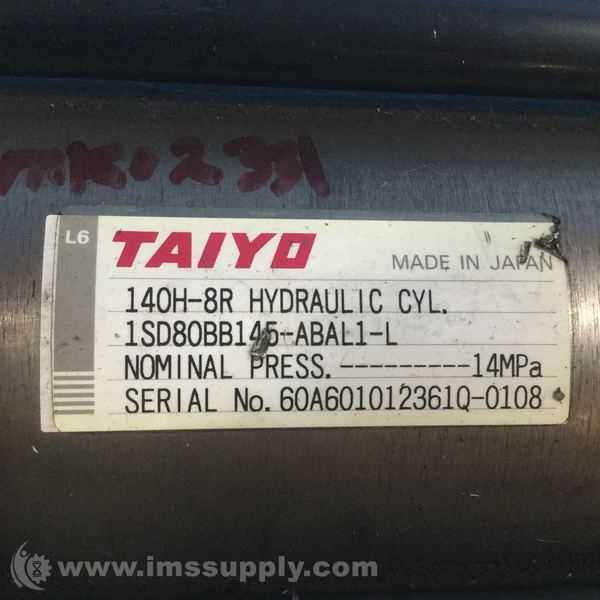 MK02351
L6 TAIYO MADE IN JAPAN
140H-8R HYDRAULIC CYL.
1SD80BB145-ABAL1-L
NOMINAL PRESS.---------14MPa
SERIAL No. 60A601012361Q-0108
www.imssupply.com